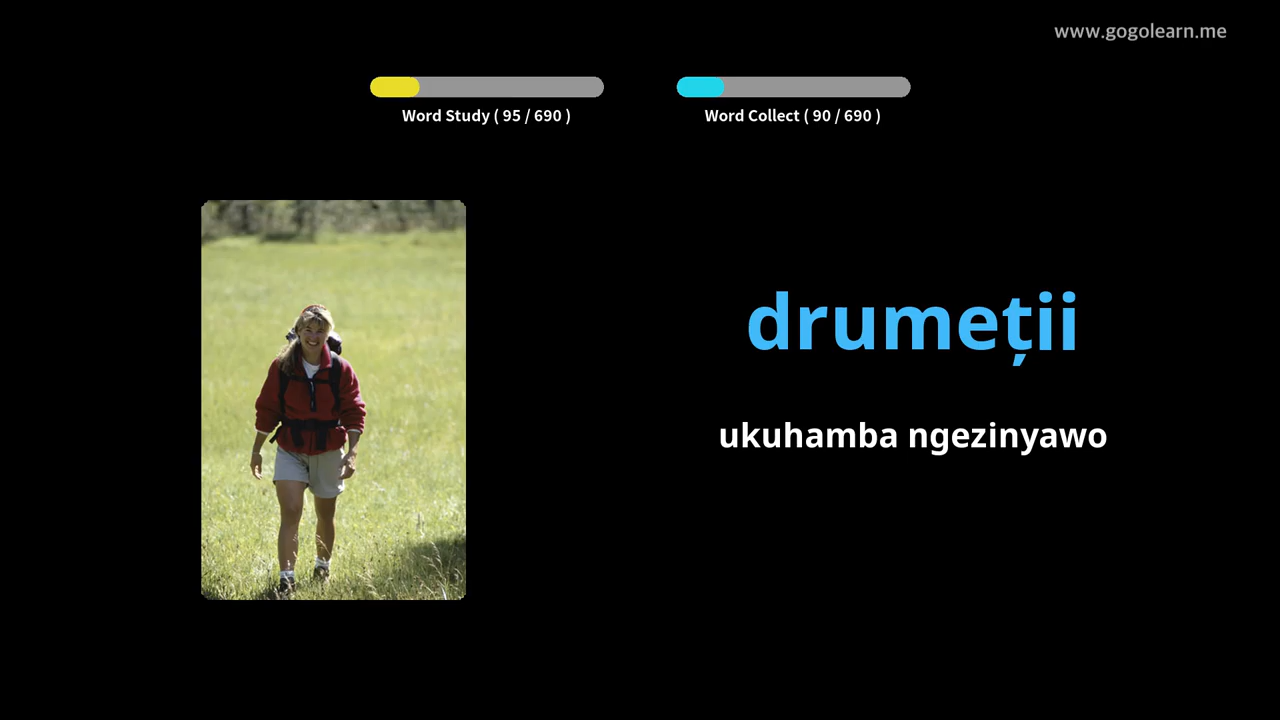 www.gogolearn.me
Word Study ( 95 / 690 )
Word Collect ( 90 / 690 )
drumeții
ukuhamba ngezinyawo